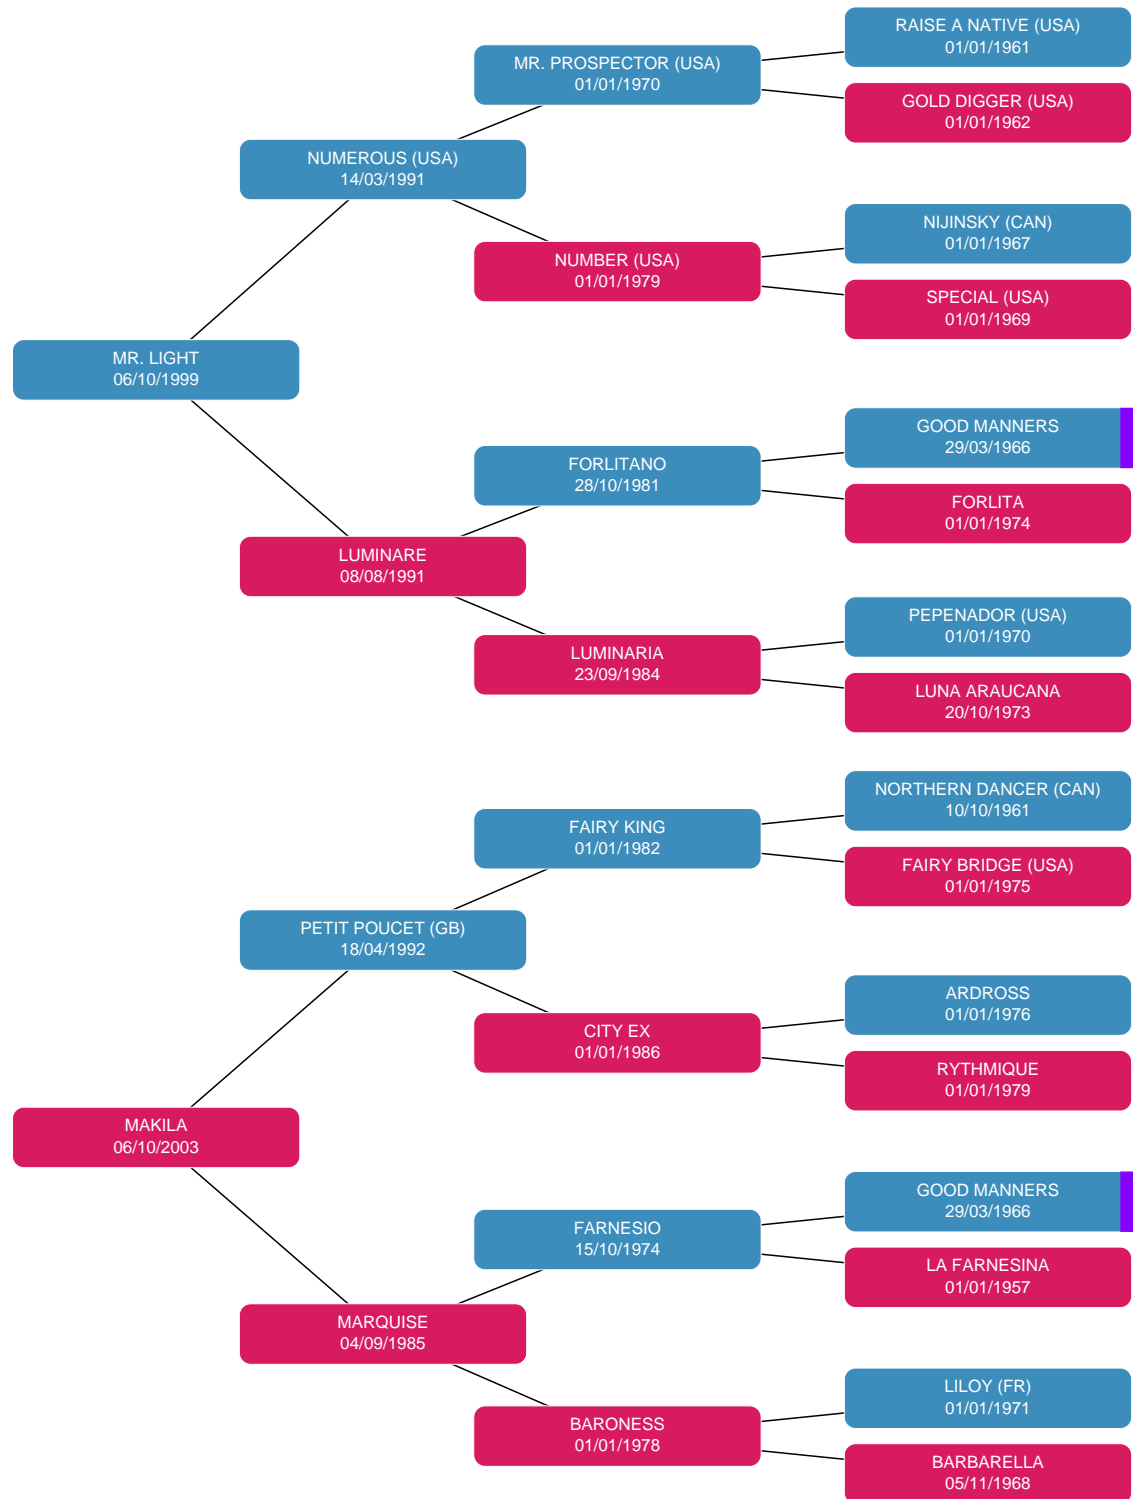 RAISE A NATIVE (USA)
01/01/1961
MR. PROSPECTOR (USA)
01/01/1970
GOLD DIGGER (USA)
01/01/1962
NUMEROUS (USA)
14/03/1991
NIJINSKY (CAN)
01/01/1967
NUMBER (USA)
01/01/1979
SPECIAL (USA)
01/01/1969
MR. LIGHT
06/10/1999
GOOD MANNERS
29/03/1966
FORLITANO
28/10/1981
FORLITA
01/01/1974
LUMINARE
08/08/1991
PEPENADOR (USA)
01/01/1970
LUMINARIA
23/09/1984
LUNA ARAUCANA
20/10/1973
NORTHERN DANCER (CAN)
10/10/1961
FAIRY KING
01/01/1982
FAIRY BRIDGE (USA)
01/01/1975
PETIT POUCET (GB)
18/04/1992
ARDROSS
01/01/1976
CITY EX
01/01/1986
RYTHMIQUE
01/01/1979
MAKILA
06/10/2003
GOOD MANNERS
29/03/1966
FARNESIO
15/10/1974
LA FARNESINA
01/01/1957
MARQUISE
04/09/1985
LILOY (FR)
01/01/1971
BARONESS
01/01/1978
BARBARELLA
05/11/1968